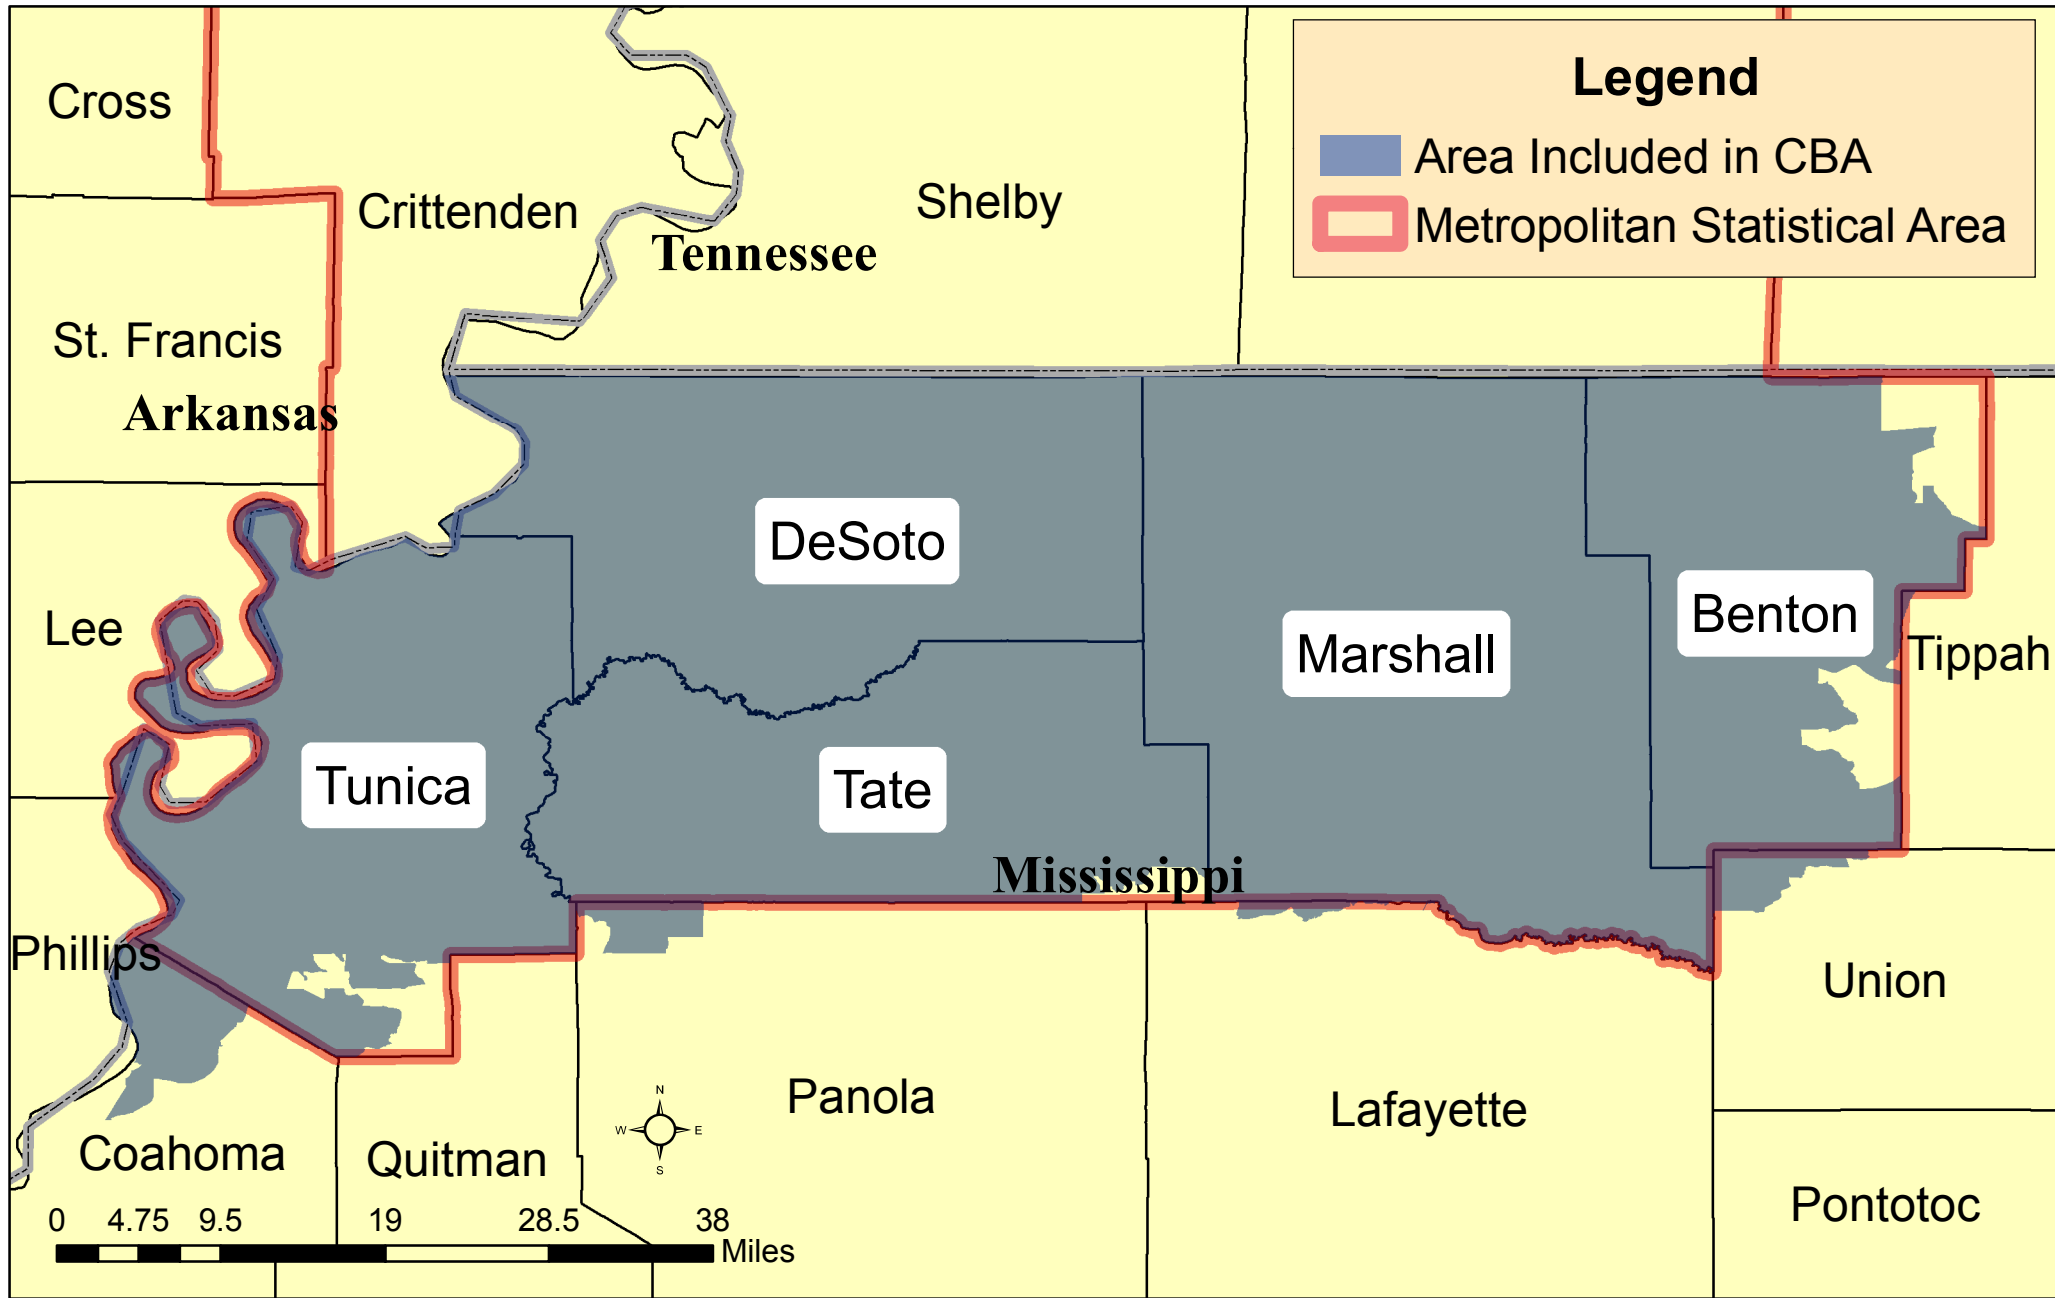 Legend
Area Included in CBA
Metropolitan Statistical Area
Cross
Crittenden
Shelby
Tennessee
St. Francis
Arkansas
DeSoto
Lee
Benton
Marshall
Tippah
Tunica
Tate
Mississippi
Phillips
Union
Panola
Lafayette
Coahoma
Quitman
Pontotoc
N
W E
S
0 4.75 9.5 19 28.5 38
Miles